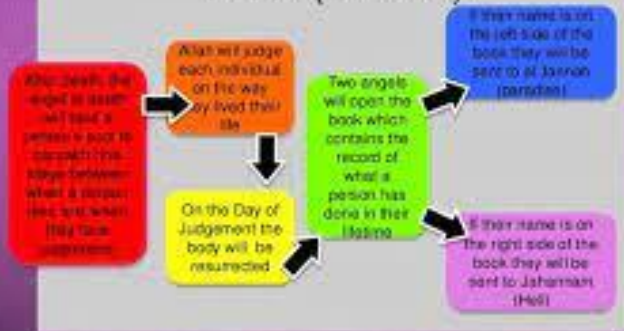 After death, the
angel of death
will take a
person's soul to
barzakh (the
stage between
when a person
dies and when
they face
judgement)
Allah will judge
each individual
on the way
they lived their
life
On the Day of
Judgement the
body will be
resurrected
Two angels
will open the
book which
contains the
record of
what a
person has
done in their
lifetime
If their name is on
the left side of the
book they will be
sent to al Jannah
(paradise)
If their name is on
the right side of the
book they will be
sent to Jahannam
(Hell)